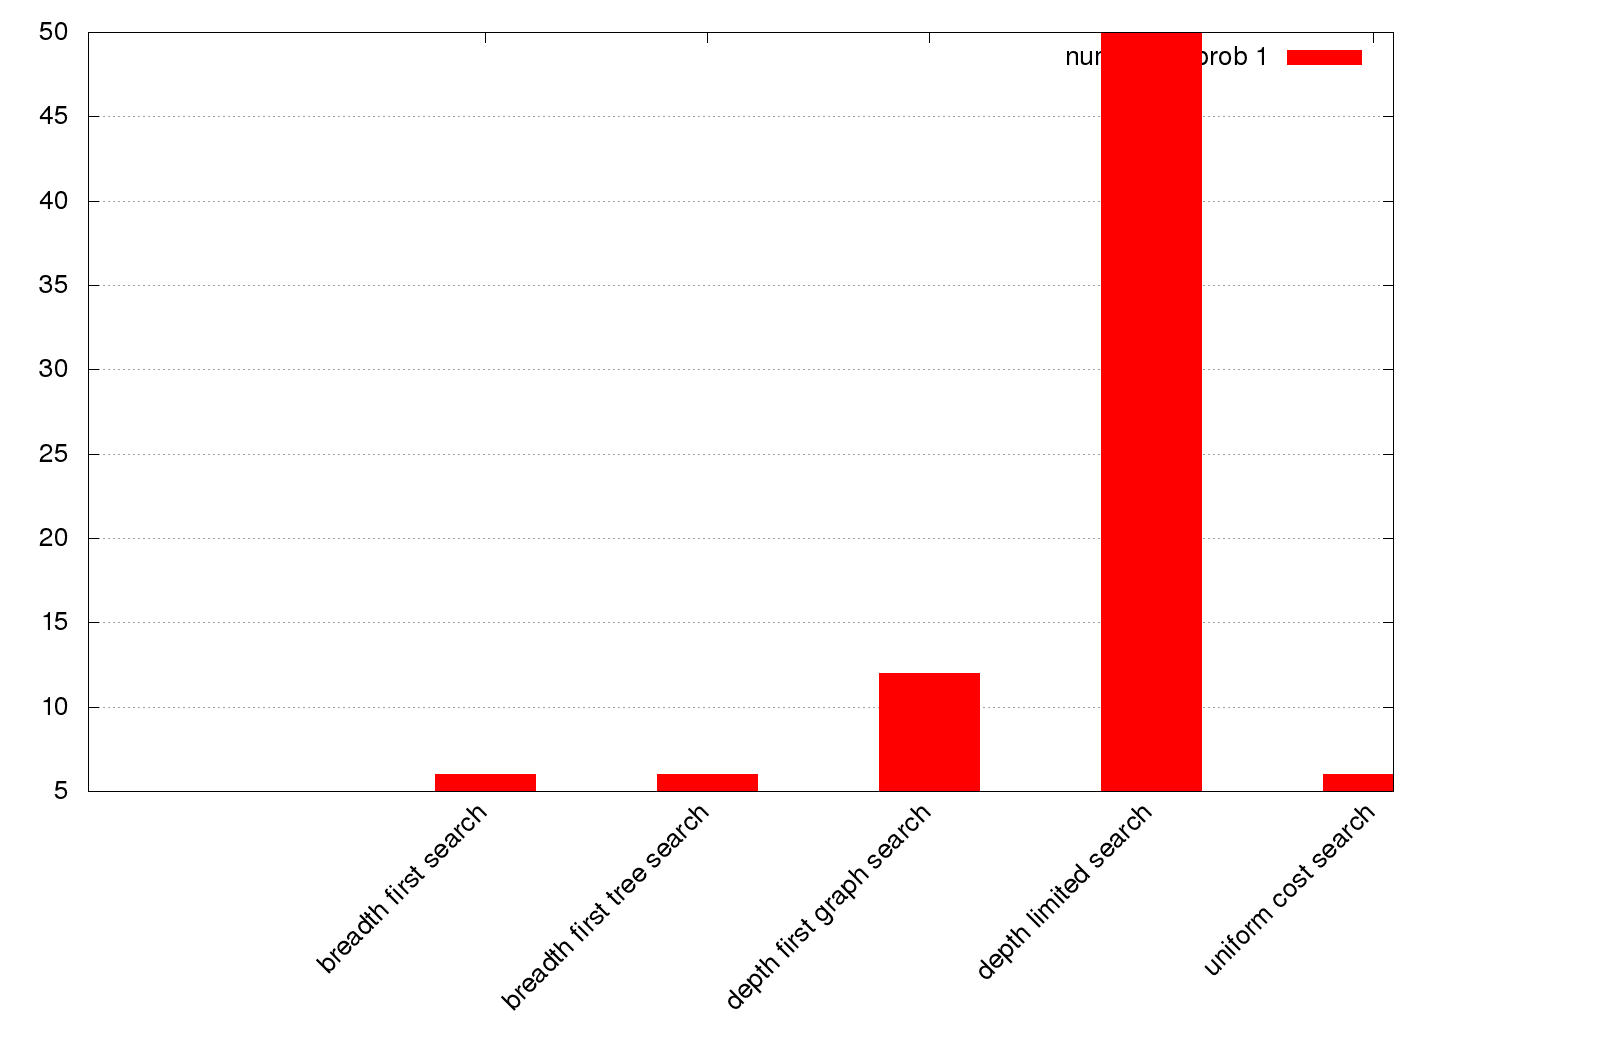 50
45
40
35
30
25
20
15
10
5
prob 1
breadth first search
breadth first tree search
depth first graph search
depth limited search
uniform cost search